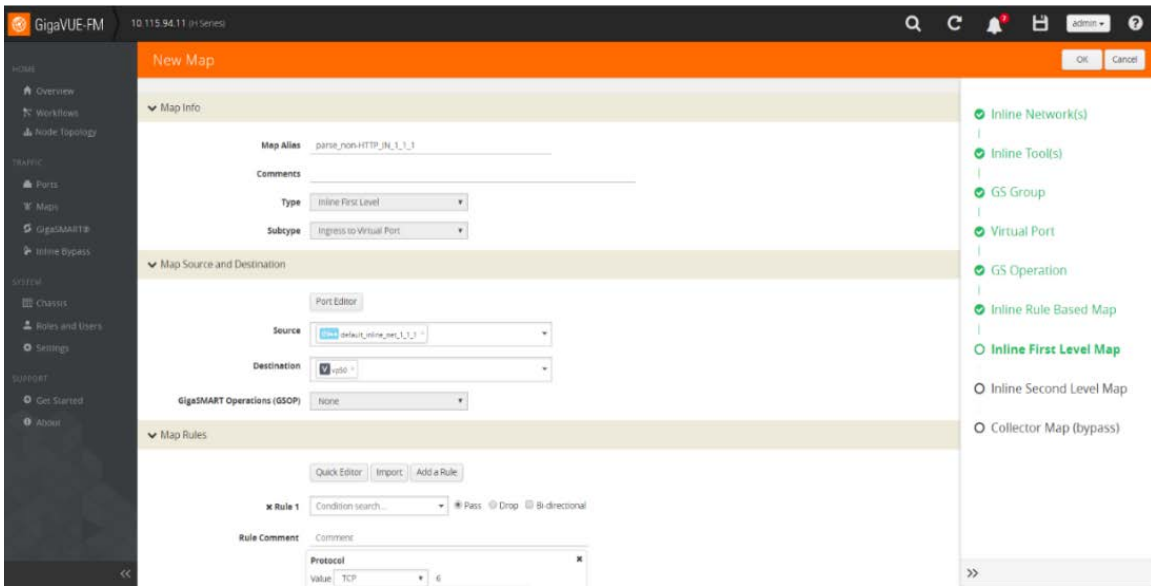 GigaVUE-FM 10.115.94.11 (H Series) admin
New Map OK Cancel
HOME
Overview
Workflows
Node Topology
TRAFFIC
Ports
Maps
GigaSMART®
Inline Bypass
SYSTEM
Chassis
Roles and Users
Settings
SUPPORT
Get Started
About
Map Info
Map Alias parse_non-HTTP_IN_1_1_1
Comments
Type Inline First Level
Subtype Ingress to Virtual Port
Map Source and Destination
Port Editor
Source default_inline_net_1_1_1
Destination V vp50
GigaSMART Operations (GSOP) None
Map Rules
Quick Editor Import Add a Rule
Rule 1 Condition search... Pass Drop Bi-directional
Rule Comment Comment
Protocol
Value TCP 6
Inline Network(s)
Inline Tool(s)
GS Group
Virtual Port
GS Operation
Inline Rule Based Map
Inline First Level Map
Inline Second Level Map
Collector Map (bypass)